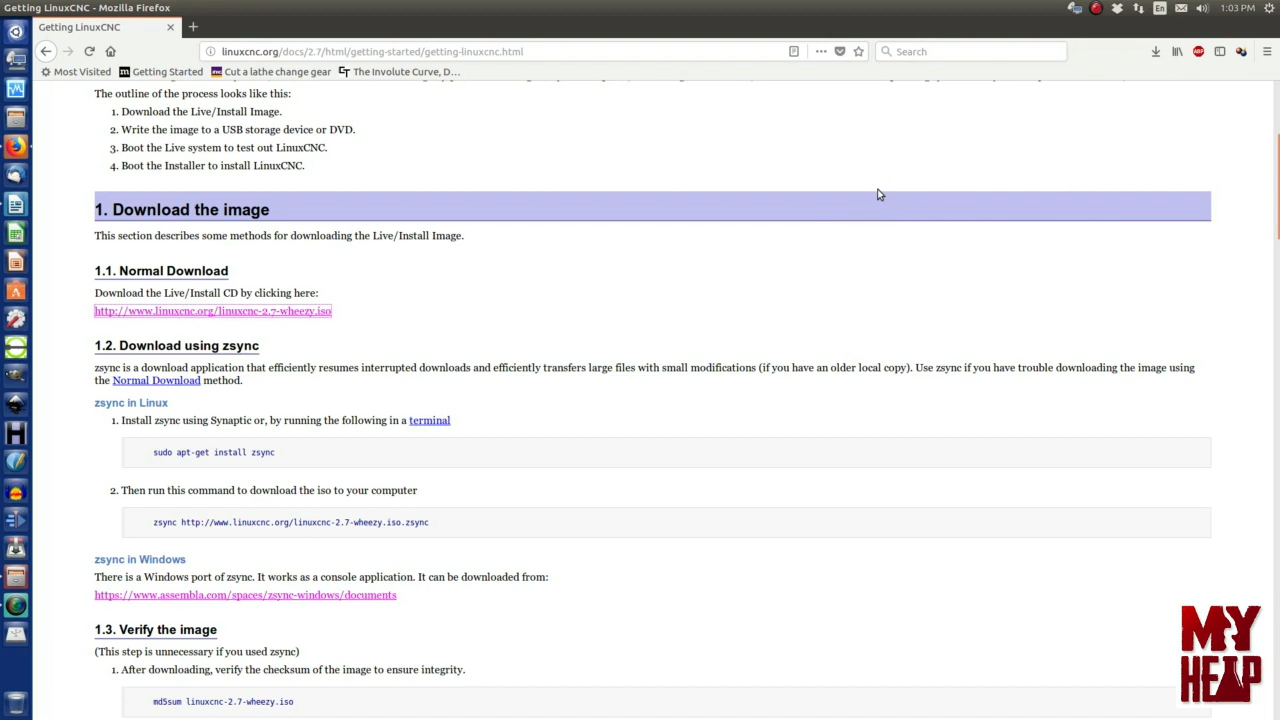 Getting LinuxCNC - Mozilla Firefox
En
1:03 PM
Getting LinuxCNC
linuxcnc.org/docs/2.7/html/getting-started/getting-linuxcnc.html
Search
ABP
Most Visited
Getting Started
Cut a lathe change gear
The Involute Curve, D…
The outline of the process looks like this:
1. Download the Live/Install Image.
2. Write the image to a USB storage device or DVD.
3. Boot the Live system to test out LinuxCNC.
4. Boot the Installer to install LinuxCNC.
1. Download the image
This section describes some methods for downloading the Live/Install Image.
1.1. Normal Download
Download the Live/Install CD by clicking here:
http://www.linuxcnc.org/linuxcnc-2.7-wheezy.iso
1.2. Download using zsync
zsync is a download application that efficiently resumes interrupted downloads and efficiently transfers large files with small modifications (if you have an older local copy). Use zsync if you have trouble downloading the image using
the Normal Download method.
zsync in Linux
1. Install zsync using Synaptic or, by running the following in a terminal
sudo apt-get install zsync
2. Then run this command to download the iso to your computer
zsync http://www.linuxcnc.org/linuxcnc-2.7-wheezy.iso.zsync
zsync in Windows
There is a Windows port of zsync. It works as a console application. It can be downloaded from:
https://www.assembla.com/spaces/zsync-windows/documents
1.3. Verify the image
(This step is unnecessary if you used zsync)
1. After downloading, verify the checksum of the image to ensure integrity.
md5sum linuxcnc-2.7-wheezy.iso
MY
HEAP